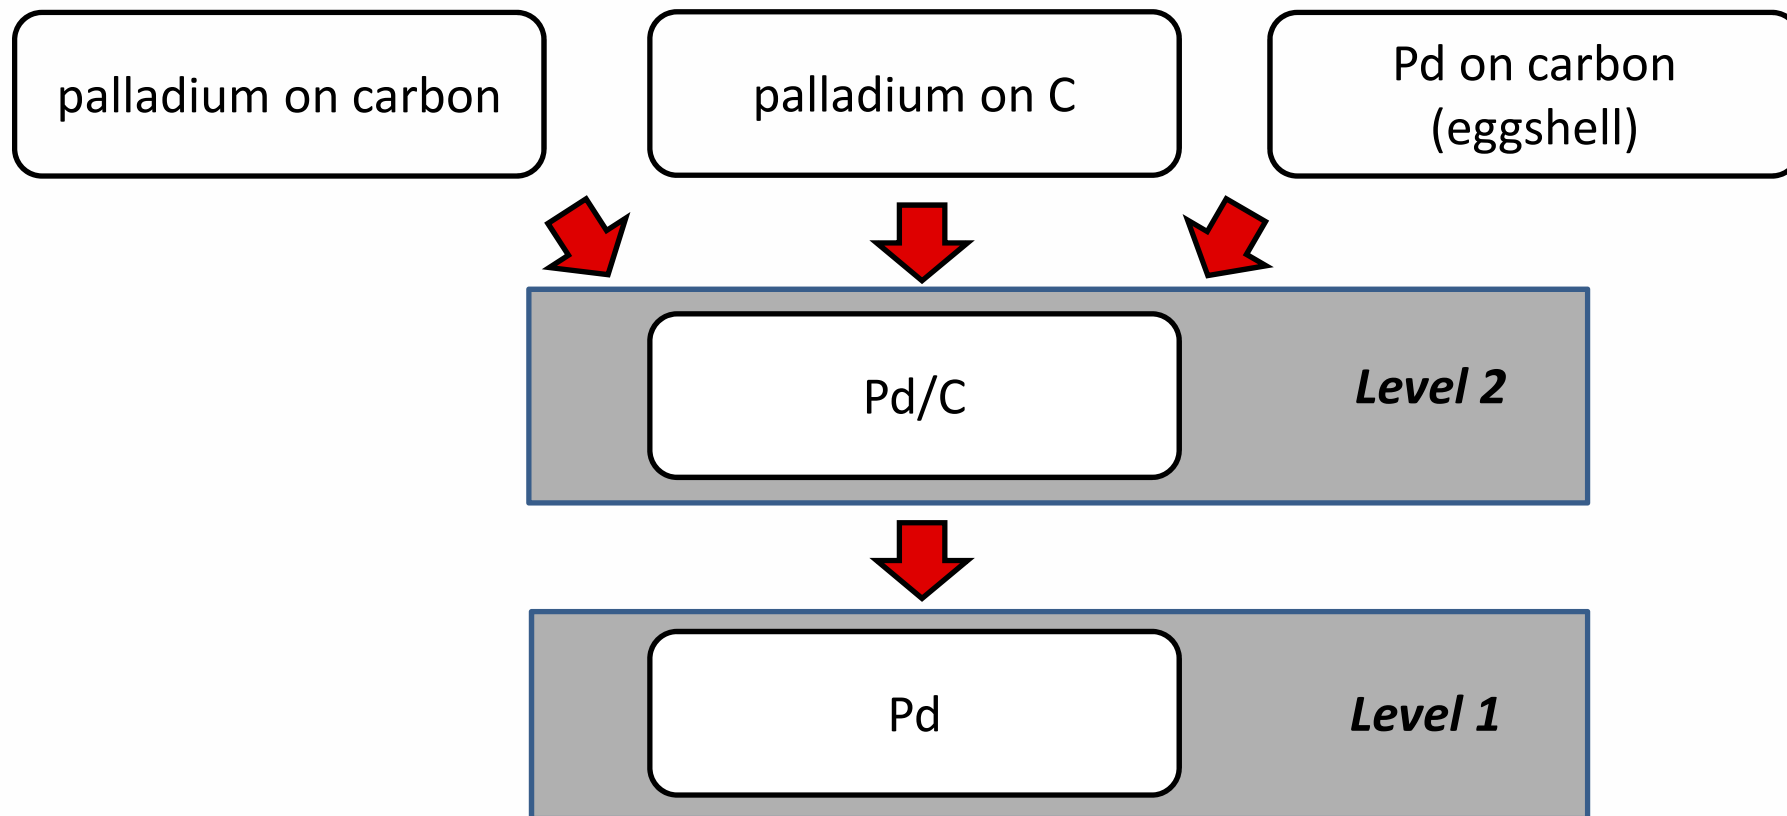 palladium on carbon
palladium on C
Pd on carbon
(eggshell)
Pd/C
Level 2
Pd
Level 1